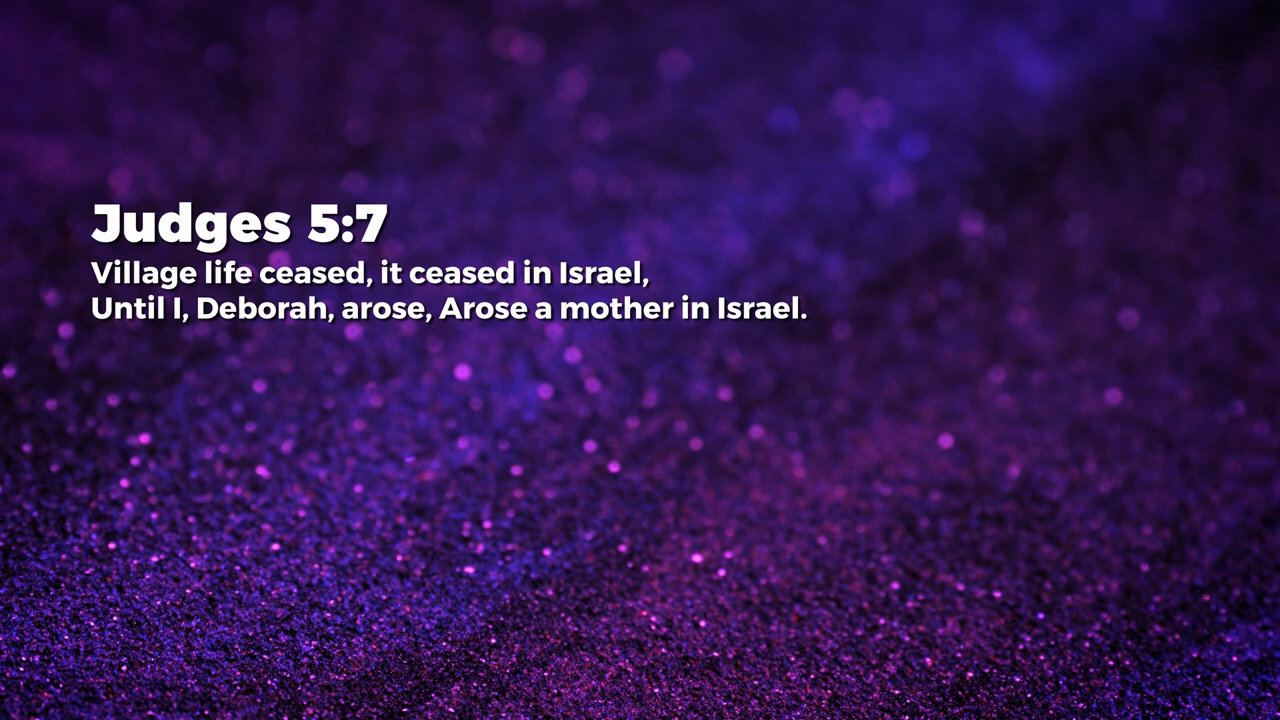 Judges 5:7
Village life ceased, it ceased in Israel,
Until I, Deborah, arose, Arose a mother in Israel.